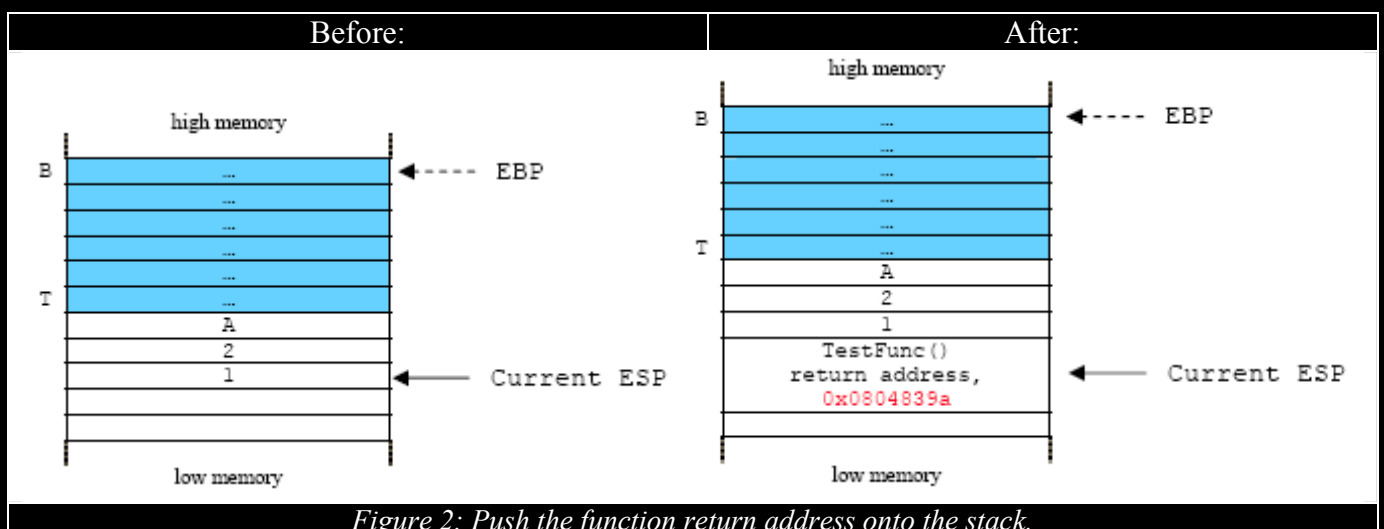 Before:
After:
high memory
B
...
EBP
...
...
...
...
T
...
A
2
1
Current ESP
low memory
high memory
B
...
EBP
...
...
...
...
T
...
A
2
1
TestFunc()
return address,
0x0804839a
Current ESP
low memory
Figure 2: Push the function return address onto the stack.